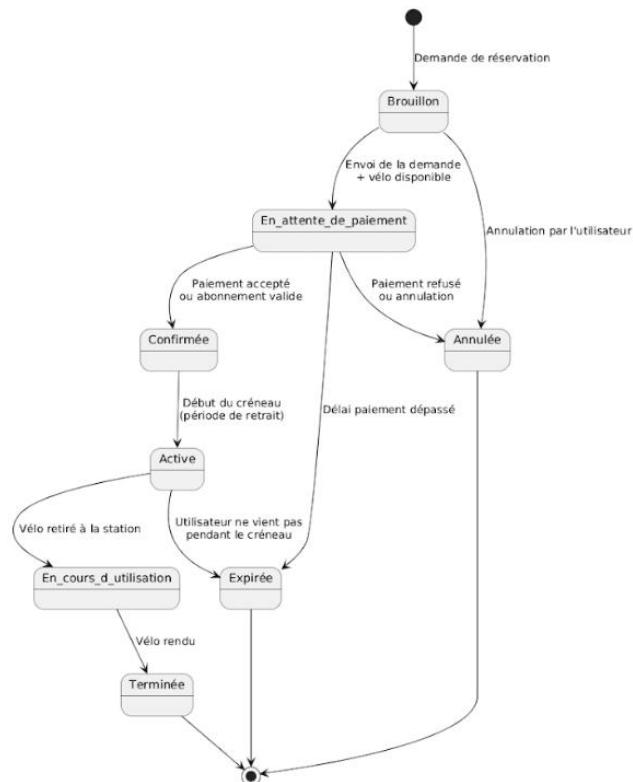 Demande de réservation
Brouillon
Envoi de la demande
+ vélo disponible
Annulation par l'utilisateur
En_attente_de_paiement
Paiement accepté
ou abonnement valide
Paiement refusé
ou annulation
Confirmée
Annulée
Début du créneau
(période de retrait)
Délai paiement dépassé
Active
Vélo retiré à la station
Utilisateur ne vient pas
pendant le créneau
En_cours_d_utilisation
Expirée
Vélo rendu
Terminée